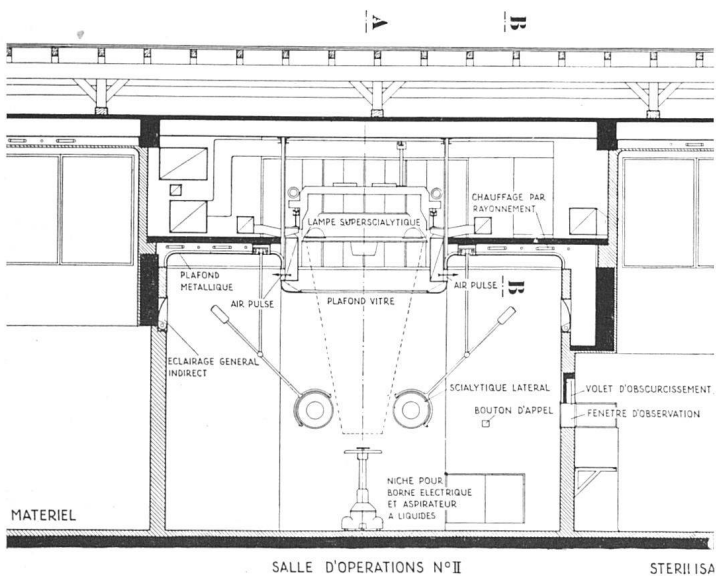 A
B
CHAUFFAGE PAR
RAYONNEMENT
LAMPE SUPERSCIALYTIQUE
PLAFOND
METALLIQUE
AIR PULSE
PLAFOND VITRE
AIR PULSE
B
ECLAIRAGE GENERAL
INDIRECT
SCIALYTIQUE LATERAL
BOUTON D'APPEL
VOLET D'OBSCURCISSEMENT
FENETRE D'OBSERVATION
NICHE POUR
BORNE ELECTRIQUE
ET ASPIRATEUR
A LIQUIDES
MATERIEL
SALLE D'OPERATIONS N°II
STERILISA